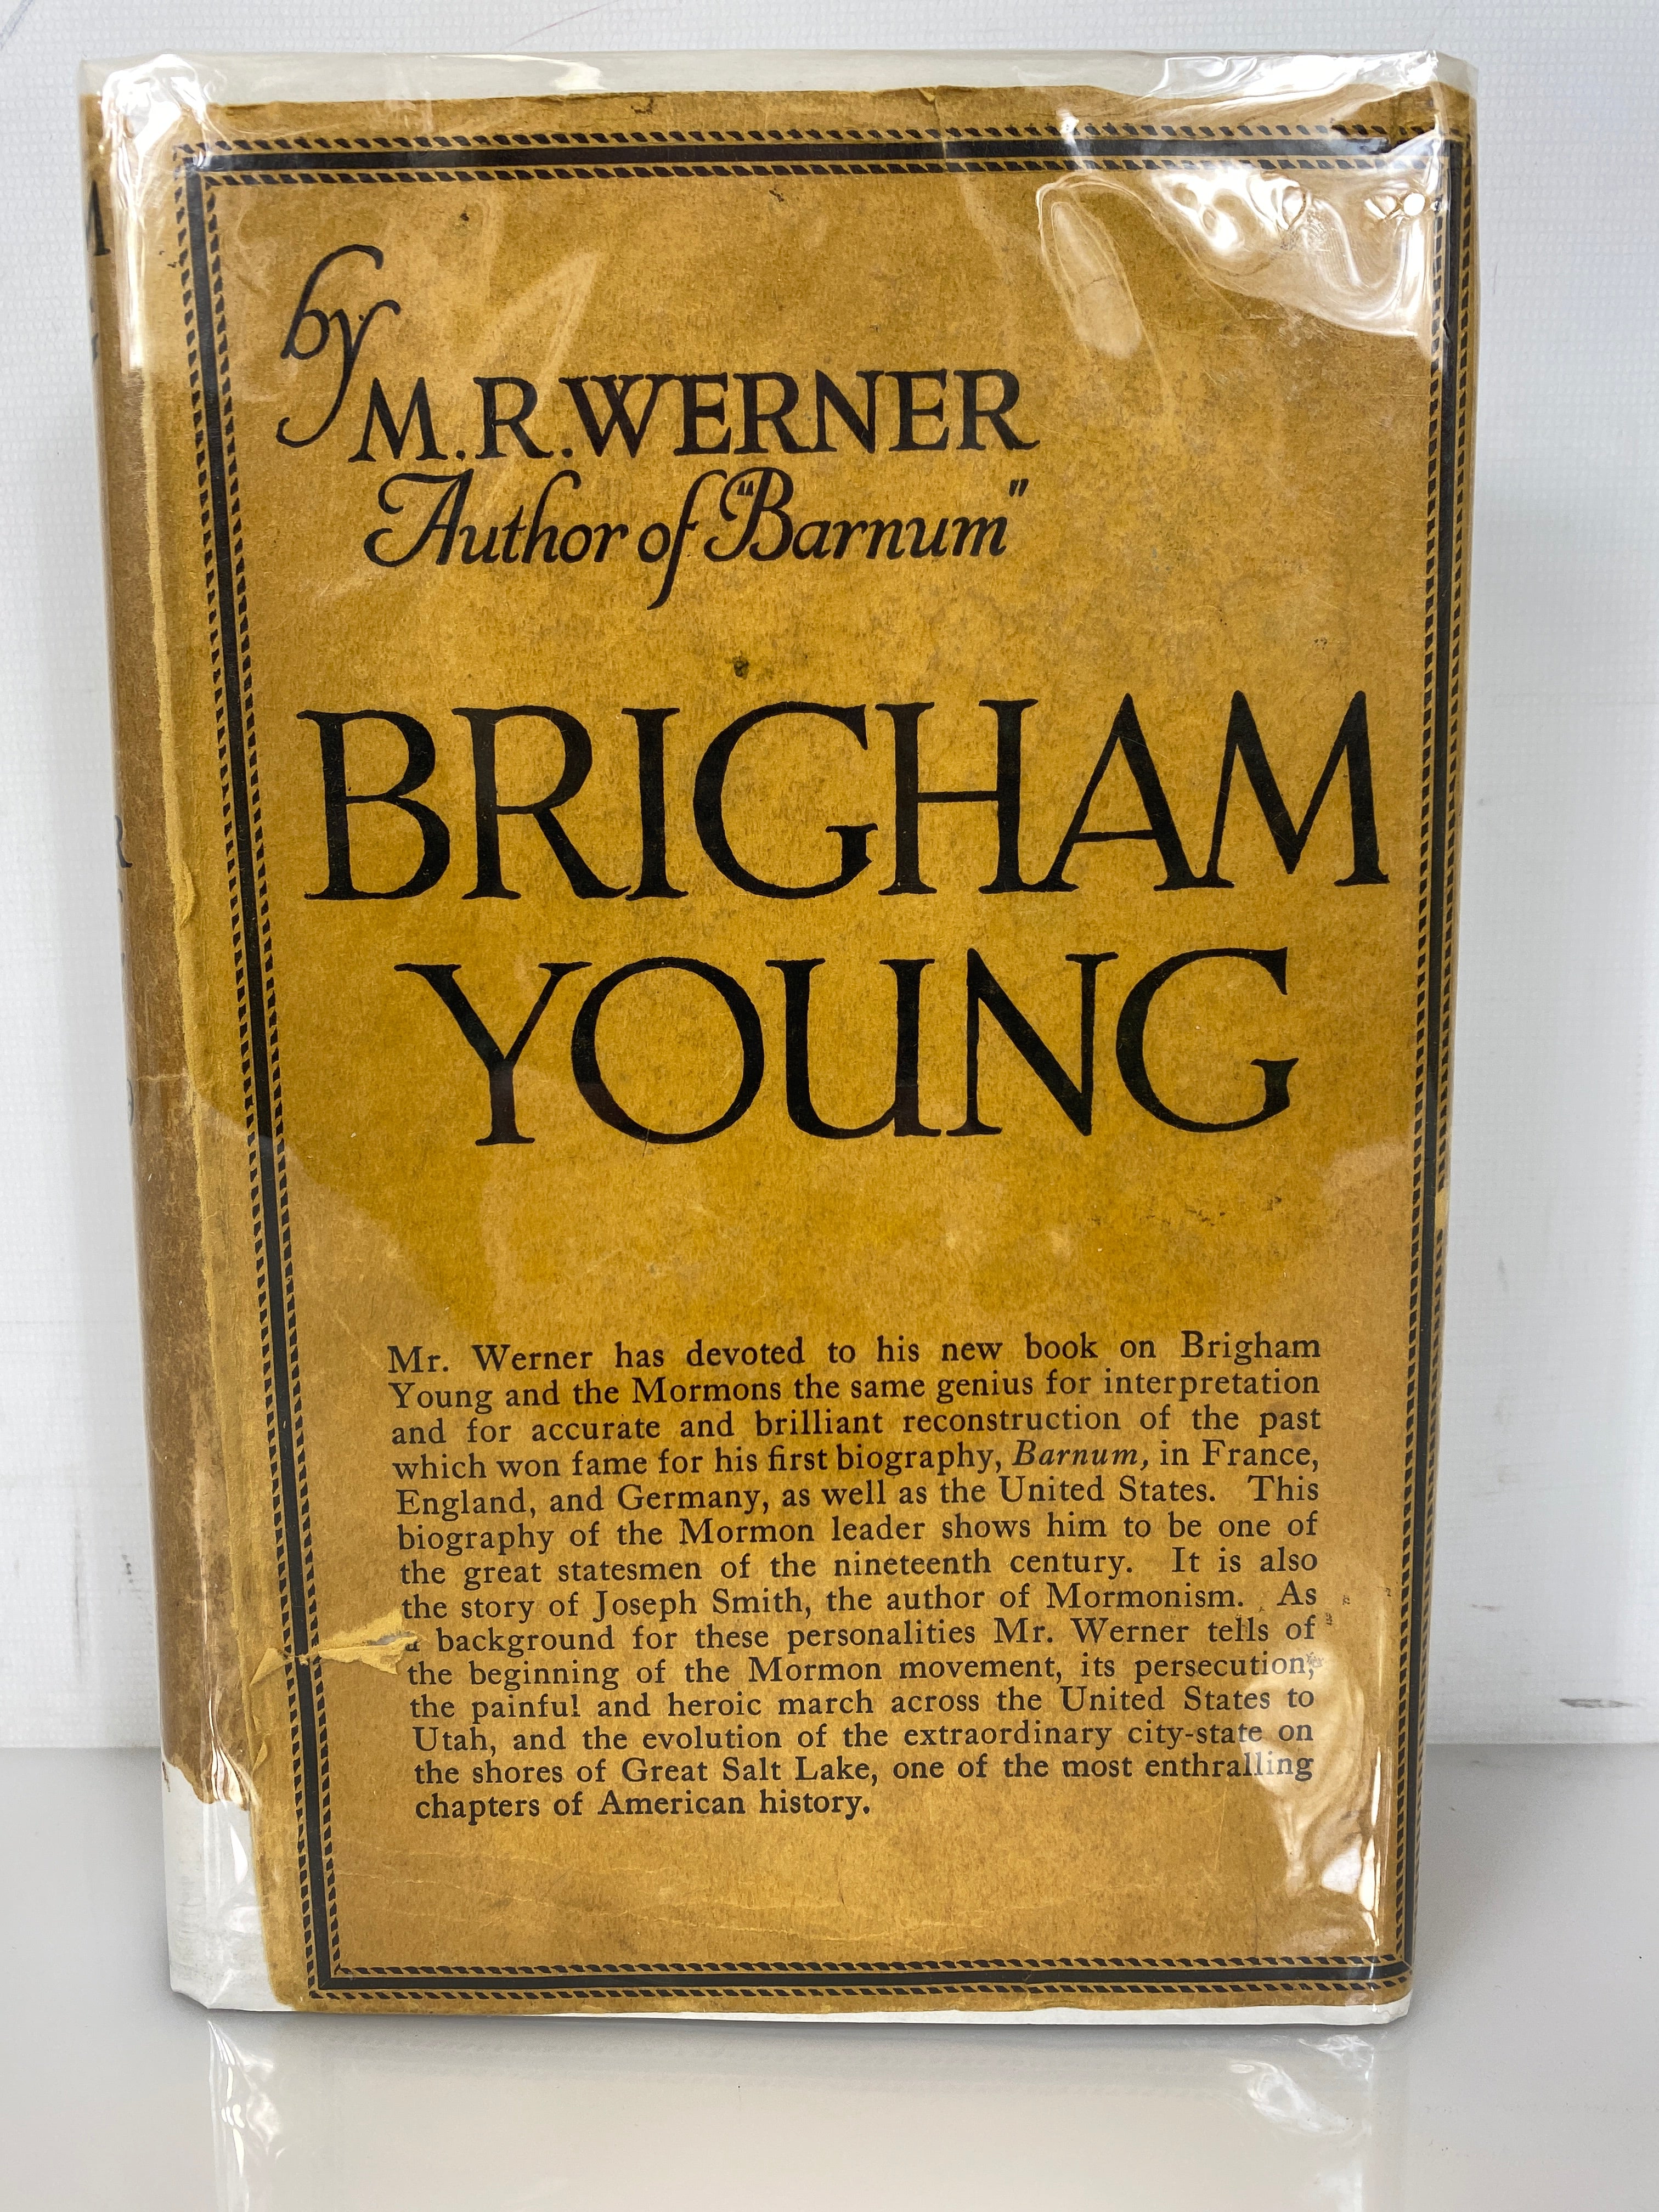 by
M.R.WERNER
Author of "Barnum"
BRIGHAM
YOUNG
Mr. Werner has devoted to his new book on Brigham
Young and the Mormons the same genius for interpretation
and for accurate and brilliant reconstruction of the past
which won fame for his first biography, Barnum, in France,
England, and Germany, as well as the United States. This
biography of the Mormon leader shows him to be one of
the great statesmen of the nineteenth century. It is also
the story of Joseph Smith, the author of Mormonism. As
a background for these personalities Mr. Werner tells of
the beginning of the Mormon movement, its persecution,
the painful and heroic march across the United States to
Utah, and the evolution of the extraordinary city-state on
the shores of Great Salt Lake, one of the most enthralling
chapters of American history.